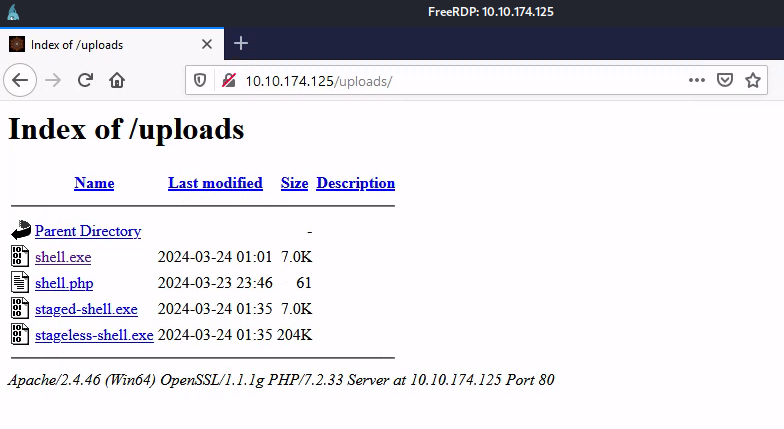 FreeRDP: 10.10.174.125
Index of /uploads
10.10.174.125/uploads/
Index of /uploads
Name Last modified Size Description
Parent Directory -
shell.exe 2024-03-24 01:01 7.0K
shell.php 2024-03-23 23:46 61
staged-shell.exe 2024-03-24 01:35 7.0K
stageless-shell.exe 2024-03-24 01:35 204K
Apache/2.4.46 (Win64) OpenSSL/1.1.1g PHP/7.2.33 Server at 10.10.174.125 Port 80